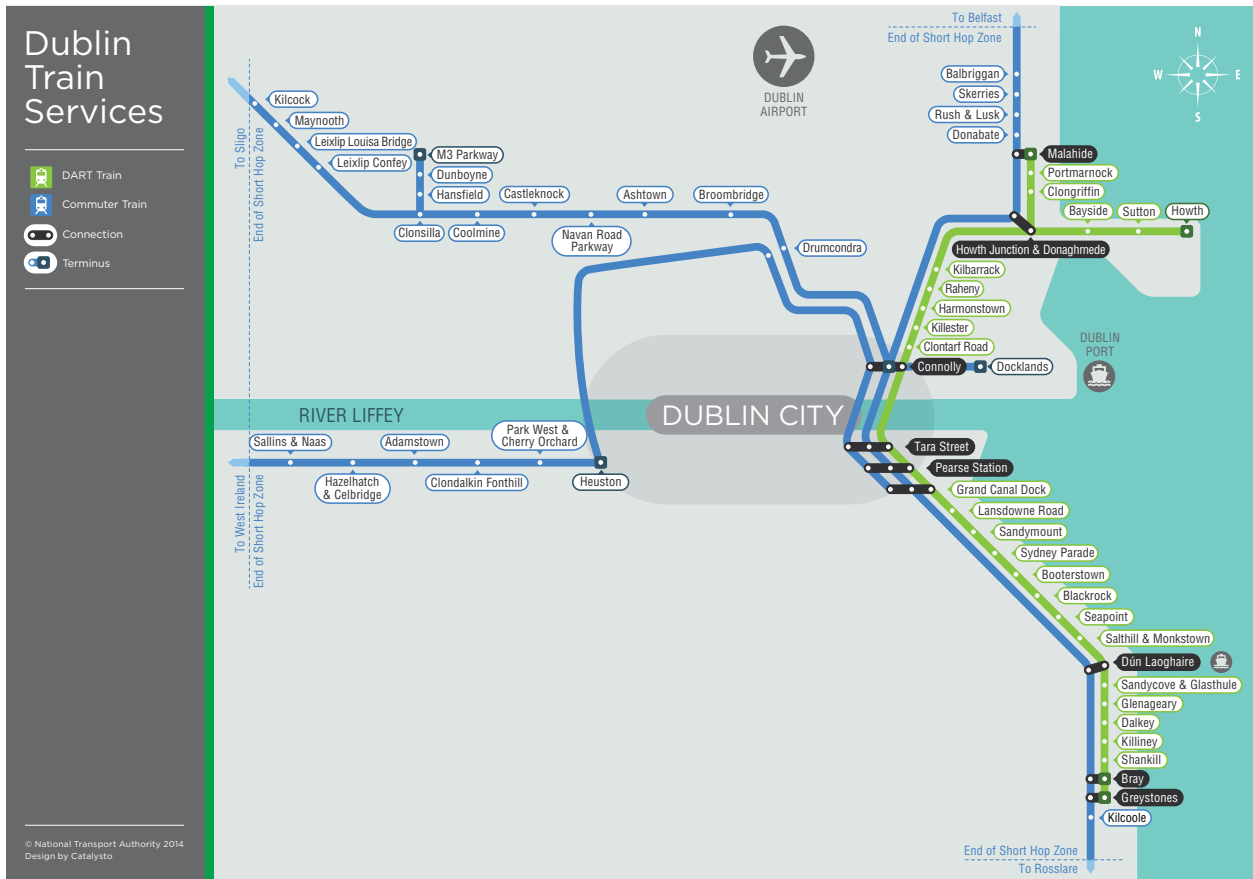 Dublin
Train
Services
DART Train
Commuter Train
Connection
Terminus
© National Transport Authority 2014
Design by Catalysto
To Belfast
End of Short Hop Zone
N
W
E
S
DUBLIN
AIRPORT
Balbriggan
Skerries
Rush & Lusk
Donabate
Malahide
Portmarnock
Clongriffin
Bayside
Sutton
Howth
Howth Junction & Donaghmede
Kilbarrack
Raheny
Harmonstown
Killester
Clontarf Road
Connolly
Docklands
DUBLIN
PORT
To Sligo
End of Short Hop Zone
Kilcock
Maynooth
Leixlip Louisa Bridge
Leixlip Confey
M3 Parkway
Dunboyne
Hansfield
Clonsilla
Coolmine
Castleknock
Navan Road
Parkway
Ashtown
Broombridge
Drumcondra
RIVER LIFFEY
DUBLIN CITY
Sallins & Naas
Hazelhatch
& Celbridge
Adamstown
Clondalkin Fonthill
Park West &
Cherry Orchard
Heuston
To West Ireland
End of Short Hop Zone
Tara Street
Pearse Station
Grand Canal Dock
Lansdowne Road
Sandymount
Sydney Parade
Booterstown
Blackrock
Seapoint
Salthill & Monkstown
Dún Laoghaire
Sandycove & Glasthule
Glenageary
Dalkey
Killiney
Shankill
Bray
Greystones
Kilcoole
End of Short Hop Zone
To Rosslare